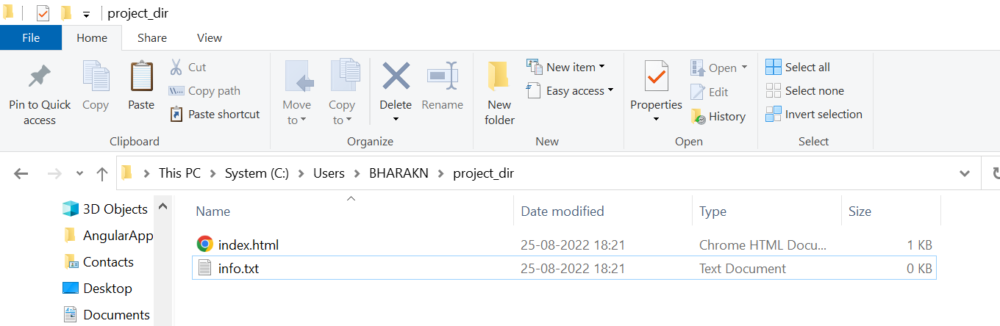 project_dir
File Home Share View
Pin to Quick access
Copy
Paste
Cut
Copy path
Paste shortcut
Move to
Copy to
Delete
Rename
New folder
New item
Easy access
Properties
Open
Edit
History
Select all
Select none
Invert selection
Clipboard Organize New Open Select
This PC System (C:) Users BHARAKN project_dir
3D Objects
AngularApp
Contacts
Desktop
Documents
Name Date modified Type Size
index.html 25-08-2022 18:21 Chrome HTML Docu... 1 KB
info.txt 25-08-2022 18:21 Text Document 0 KB